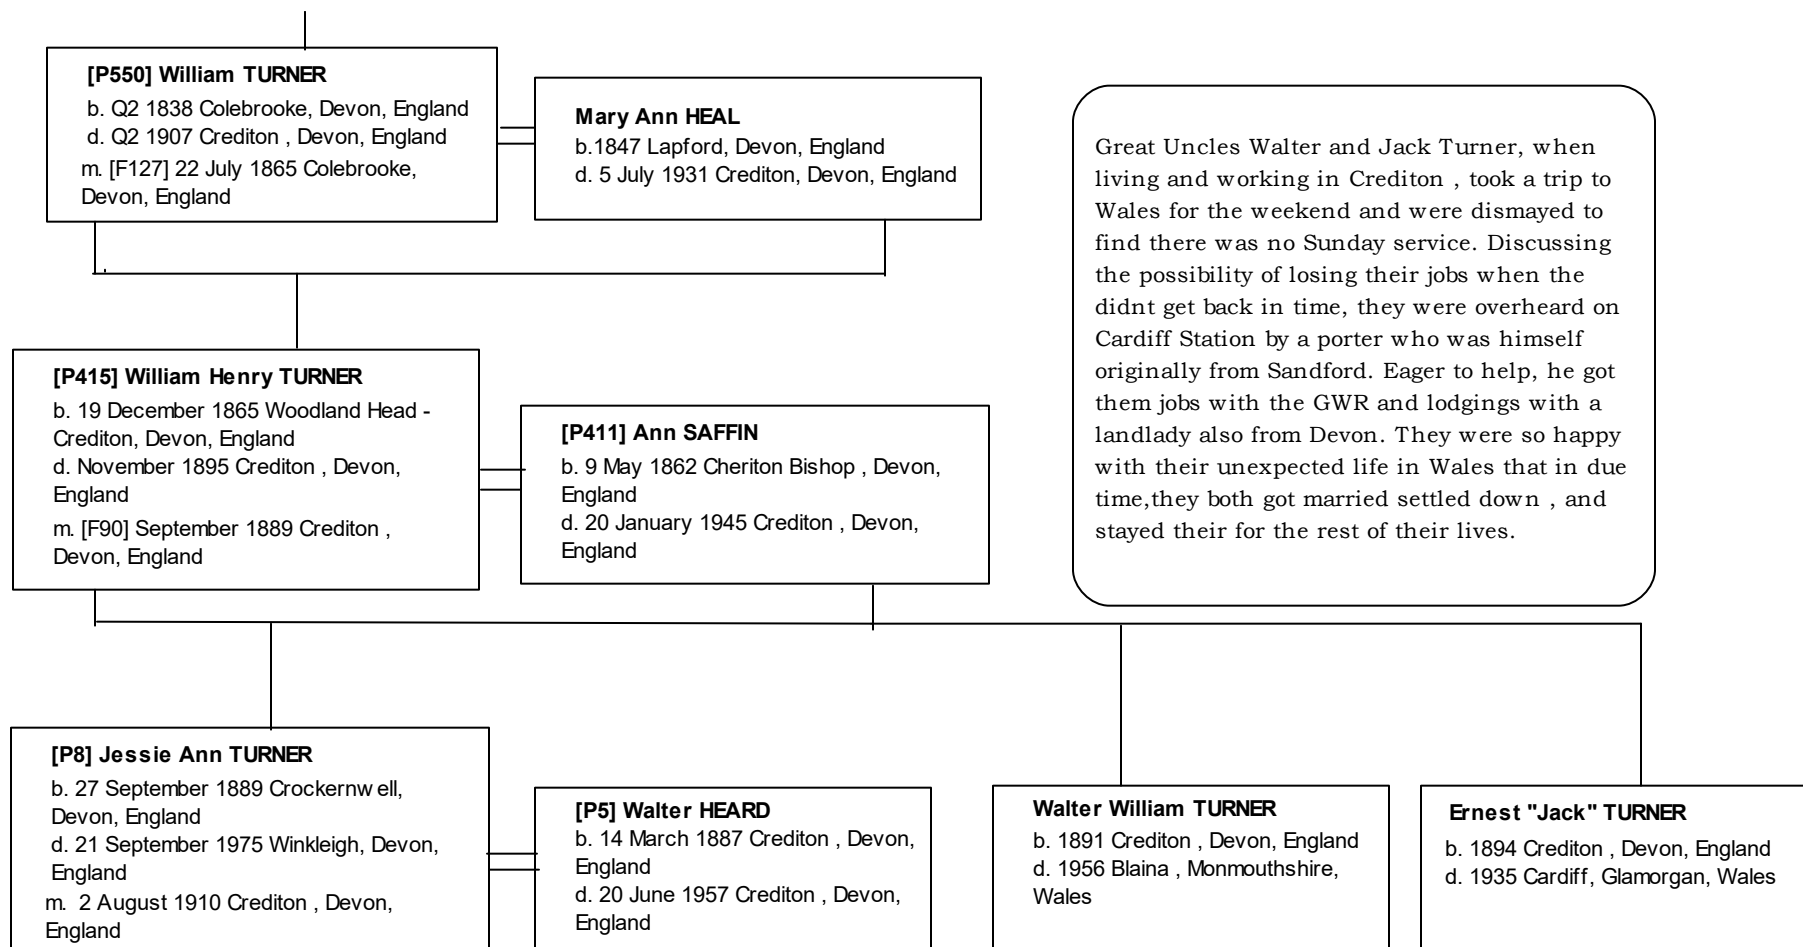 [P550] William TURNER
b. Q2 1838 Colebrooke, Devon, England
d. Q2 1907 Crediton , Devon, England
m. [F127] 22 July 1865 Colebrooke,
Devon, England
Mary Ann HEAL
b.1847 Lapford, Devon, England
d. 5 July 1931 Crediton, Devon, England
Great Uncles Walter and Jack Turner, when
living and working in Crediton , took a trip to
Wales for the weekend and were dismayed to
find there was no Sunday service. Discussing
the possibility of losing their jobs when the
didnt get back in time, they were overheard on
Cardiff Station by a porter who was himself
originally from Sandford. Eager to help, he got
them jobs with the GWR and lodgings with a
landlady also from Devon. They were so happy
with their unexpected life in Wales that in due
time,they both got married settled down , and
stayed their for the rest of their lives.
[P415] William Henry TURNER
b. 19 December 1865 Woodland Head -
Crediton, Devon, England
d. November 1895 Crediton , Devon,
England
m. [F90] September 1889 Crediton ,
Devon, England
[P411] Ann SAFFIN
b. 9 May 1862 Cheriton Bishop , Devon,
England
d. 20 January 1945 Crediton , Devon,
England
[P8] Jessie Ann TURNER
b. 27 September 1889 Crockernwell,
Devon, England
d. 21 September 1975 Winkleigh, Devon,
England
m. 2 August 1910 Crediton , Devon,
England
[P5] Walter HEARD
b. 14 March 1887 Crediton , Devon,
England
d. 20 June 1957 Crediton , Devon,
England
Walter William TURNER
b. 1891 Crediton , Devon, England
d. 1956 Blaina , Monmouthshire,
Wales
Ernest "Jack" TURNER
b. 1894 Crediton , Devon, England
d. 1935 Cardiff, Glamorgan, Wales